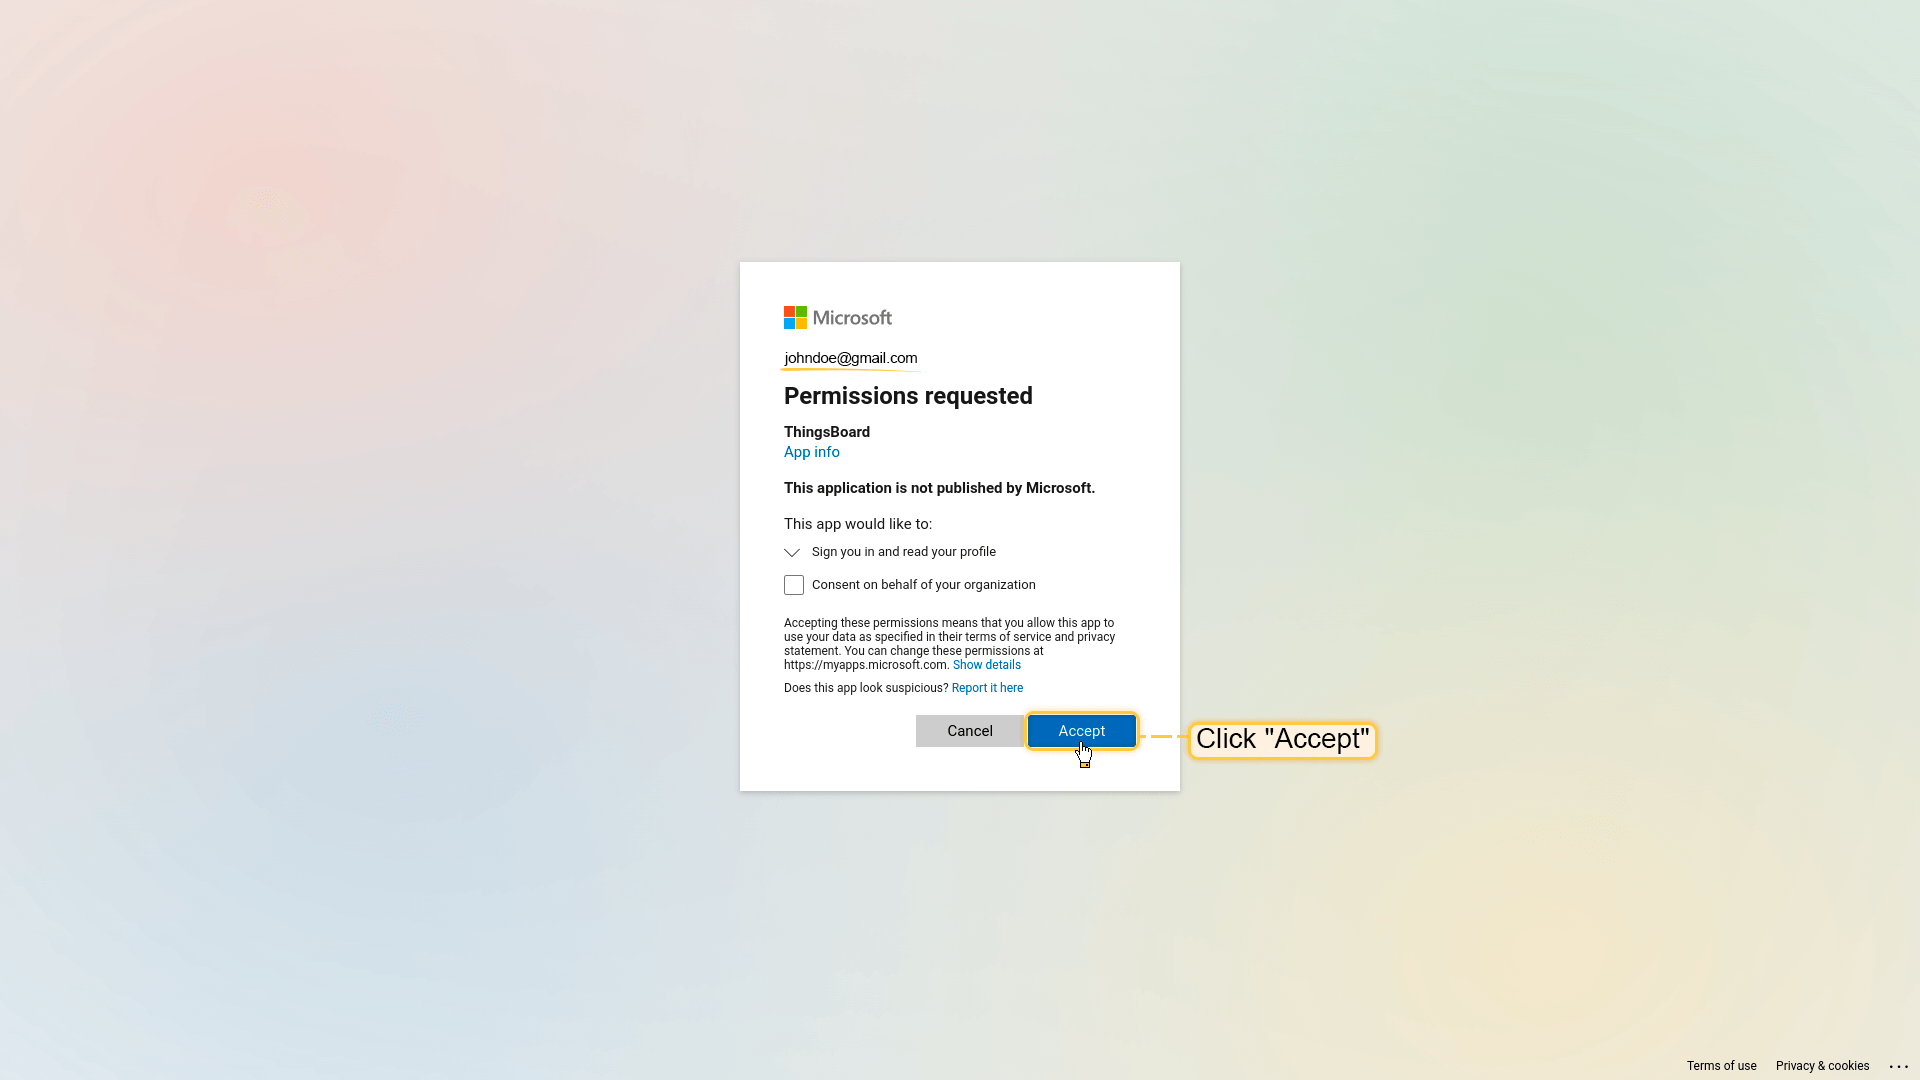 Microsoft
johndoe@gmail.com
Permissions requested
ThingsBoard
App info
This application is not published by Microsoft.
This app would like to:
Sign you in and read your profile
Consent on behalf of your organization
Accepting these permissions means that you allow this app to
use your data as specified in their terms of service and privacy
statement. You can change these permissions at
https://myapps.microsoft.com. Show details
Does this app look suspicious? Report it here
Cancel Accept Click "Accept"
Terms of use Privacy & cookies ...